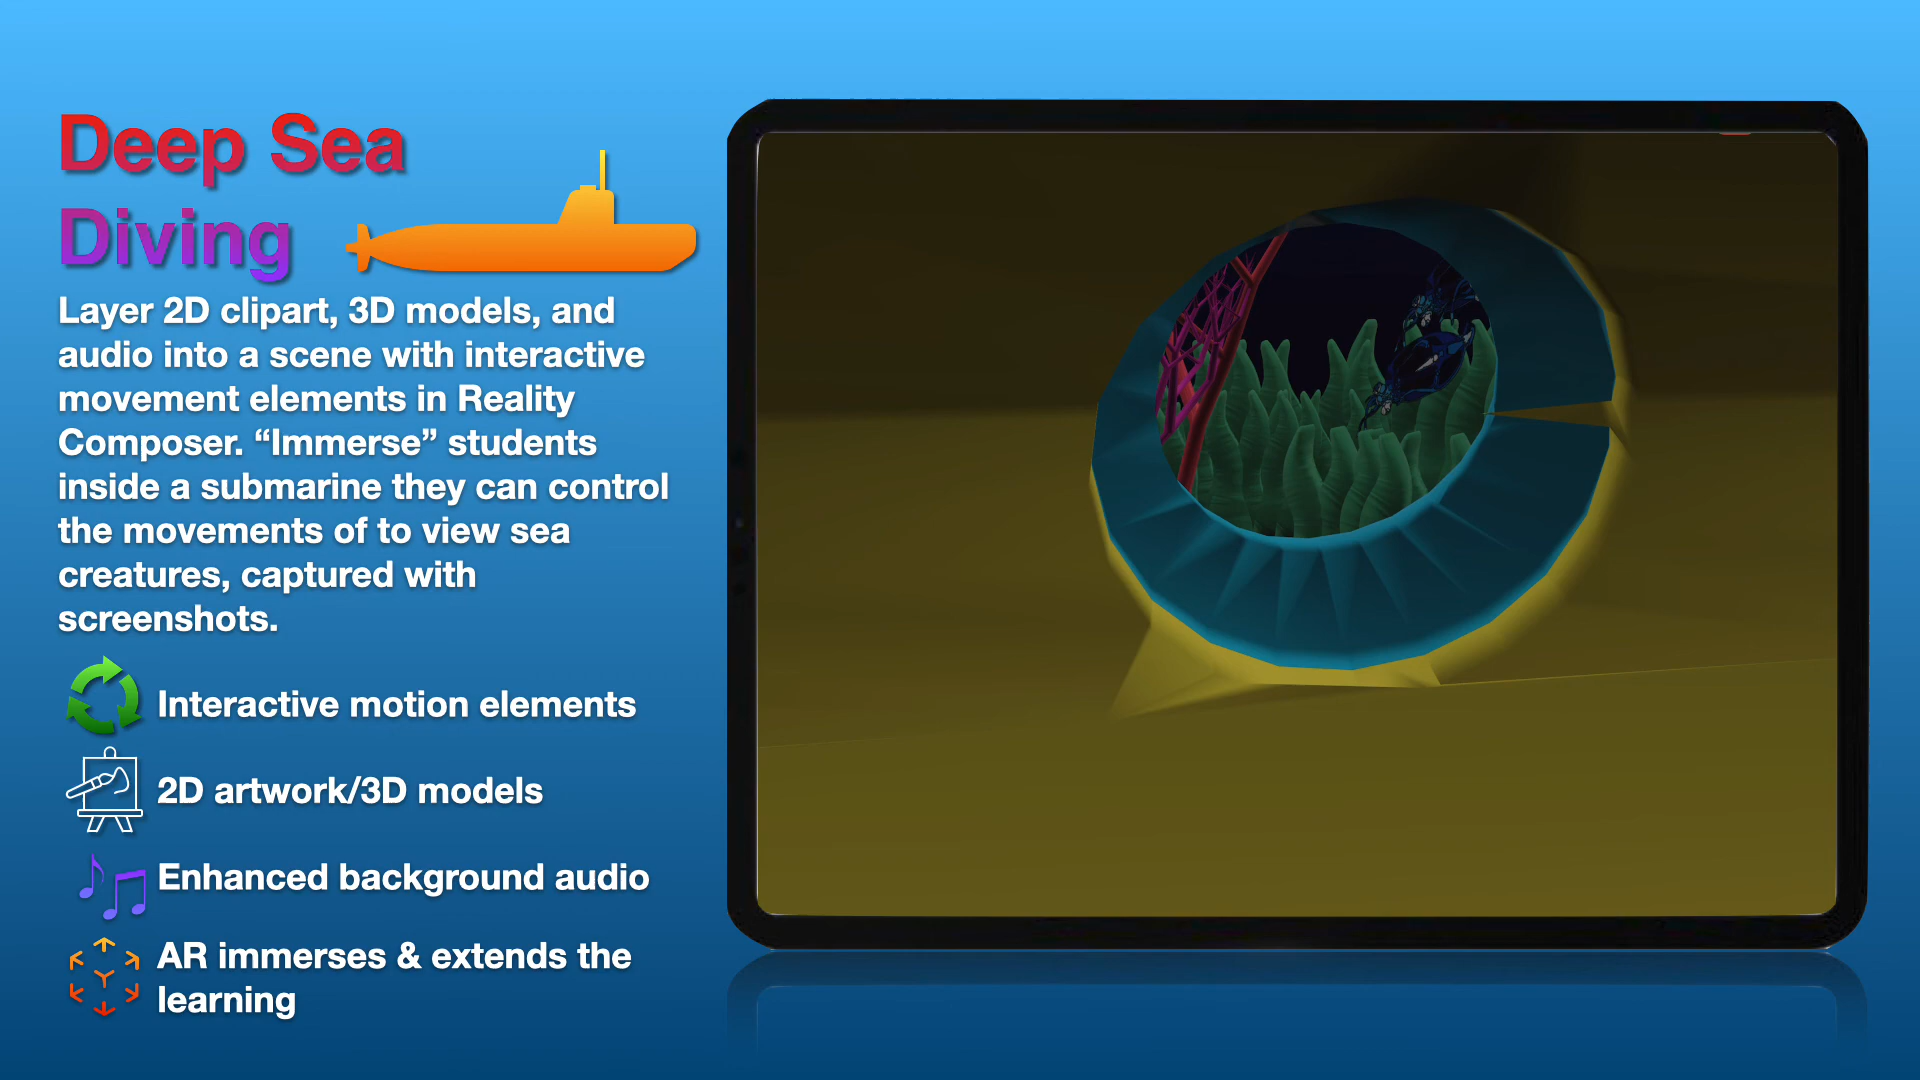 Deep Sea
Diving
Layer 2D clipart, 3D models, and
audio into a scene with interactive
movement elements in Reality
Composer. “Immerse” students
inside a submarine they can control
the movements of to view sea
creatures, captured with
screenshots.
Interactive motion elements
2D artwork/3D models
Enhanced background audio
AR immerses & extends the
learning